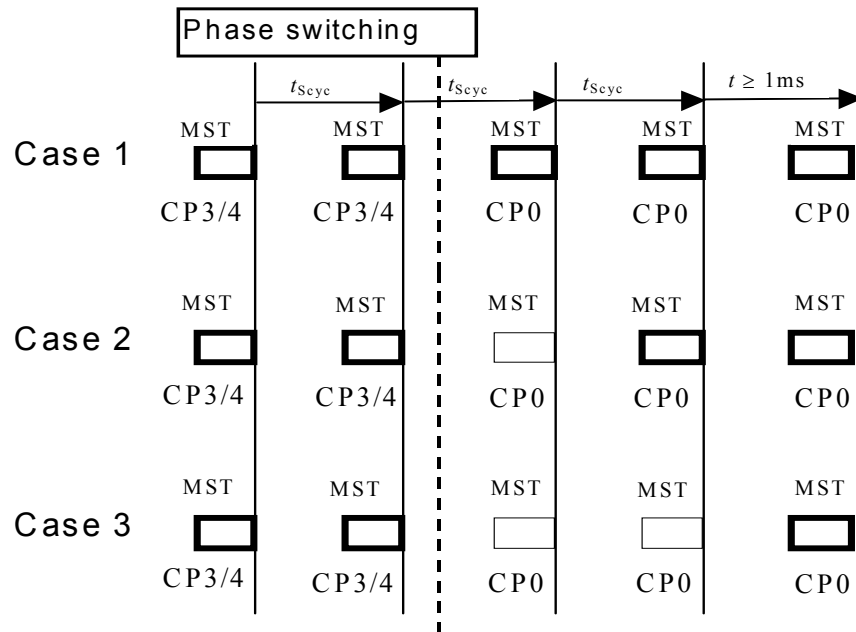 Phase switching
tScyc tScyc tScyc t ≥ 1ms
MST MST MST MST MST
Case 1
CP3/4 CP3/4 CP0 CP0 CP0
MST MST MST MST MST
Case 2
CP3/4 CP3/4 CP0 CP0 CP0
MST MST MST MST MST
Case 3
CP3/4 CP3/4 CP0 CP0 CP0